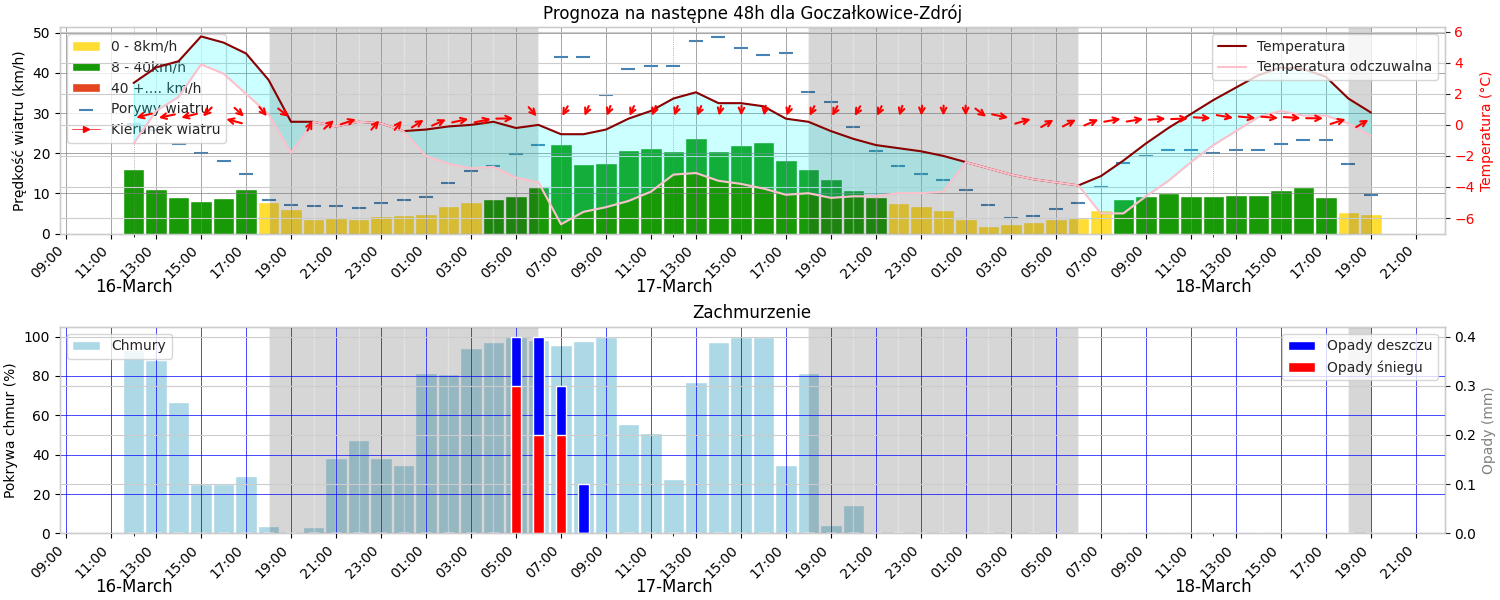 Prognoza na następne 48h dla Goczałkowice-Zdrój
Prędkość wiatru (km/h)
50
40
30
20
10
0
0 - 8km/h
8 - 40km/h
40 +.... km/h
Porywy wiatru
Kierunek wiatru
Temperatura
Temperatura odczuwalna
6
4
2
0
−2
−4
−6
Temperatura (°C)
09:00 11:00 13:00 15:00 17:00 19:00 21:00 23:00 01:00 03:00 05:00 07:00 09:00 11:00 13:00 15:00 17:00 19:00 21:00 23:00 01:00 03:00 05:00 07:00 09:00 11:00 13:00 15:00 17:00 19:00 21:00
16-March 17-March 18-March
Zachmurzenie
Pokrywa chmur (%)
100
80
60
40
20
0
Chmury
Opady deszczu
Opady śniegu
0.4
0.3
0.2
0.1
0.0
Opady (mm)
09:00 11:00 13:00 15:00 17:00 19:00 21:00 23:00 01:00 03:00 05:00 07:00 09:00 11:00 13:00 15:00 17:00 19:00 21:00 23:00 01:00 03:00 05:00 07:00 09:00 11:00 13:00 15:00 17:00 19:00 21:00
16-March 17-March 18-March